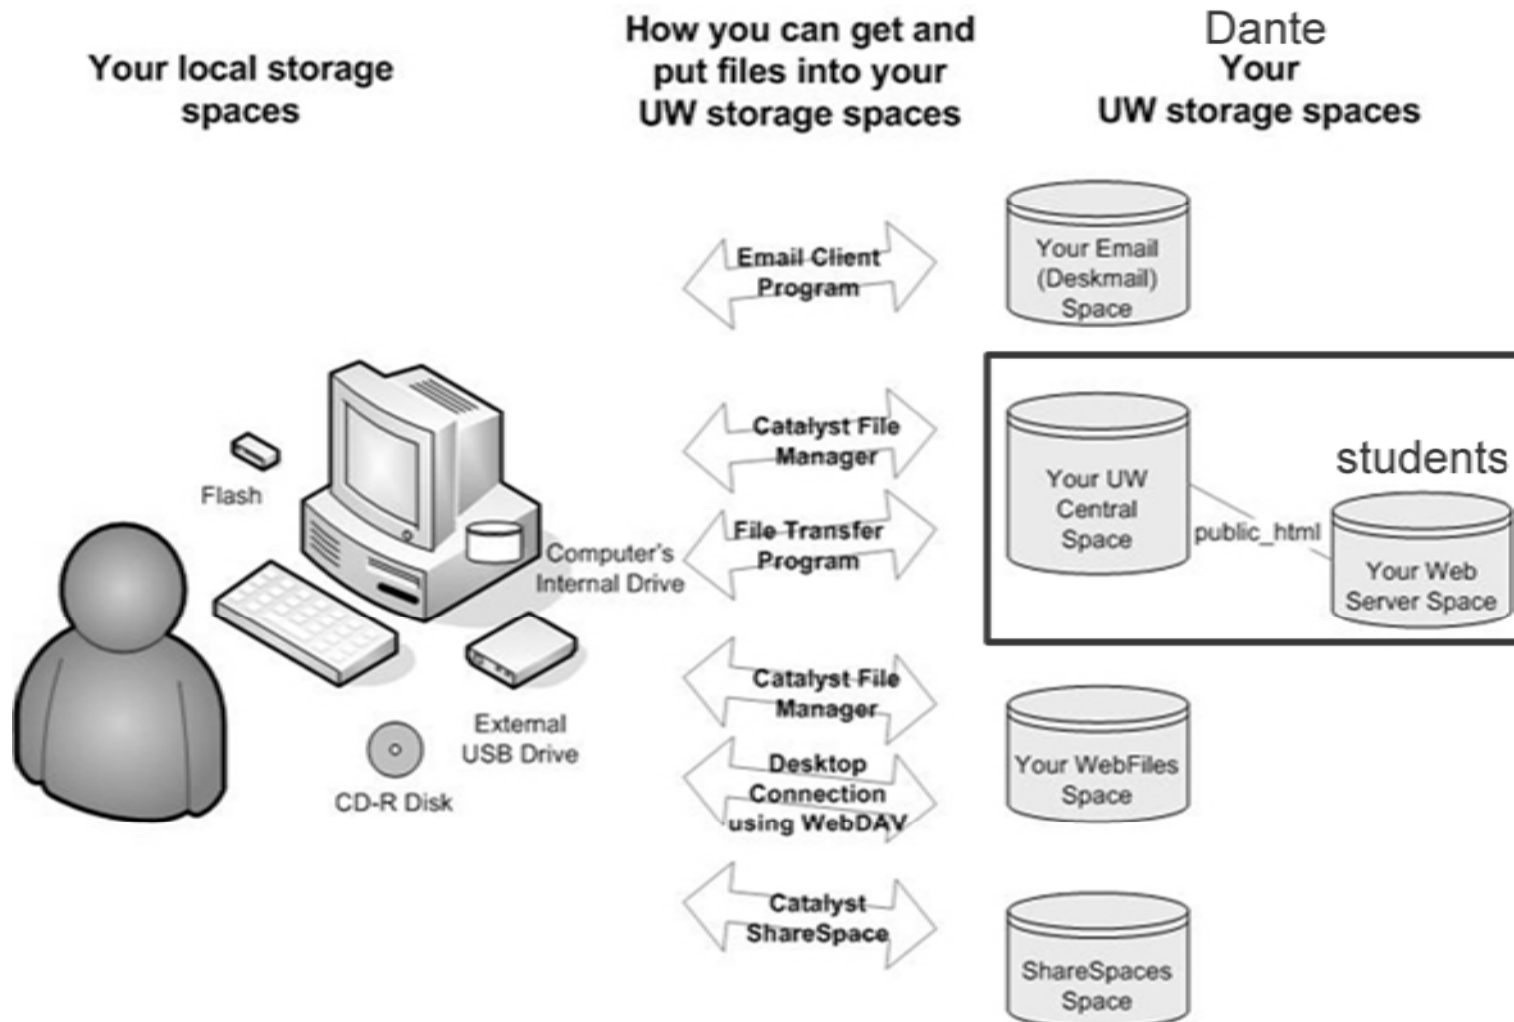 Your local storage
spaces
How you can get and
put files into your
UW storage spaces
Dante
Your
UW storage spaces
Email Client
Program
Your Email
(Deskmail)
Space
Catalyst File
Manager
File Transfer
Program
Your UW
Central
Space
public_html
students
Your Web
Server Space
Flash
Computer's
Internal Drive
External
USB Drive
CD-R Disk
Catalyst File
Manager
Desktop
Connection
using WebDAV
Your WebFiles
Space
Catalyst
ShareSpace
ShareSpaces
Space